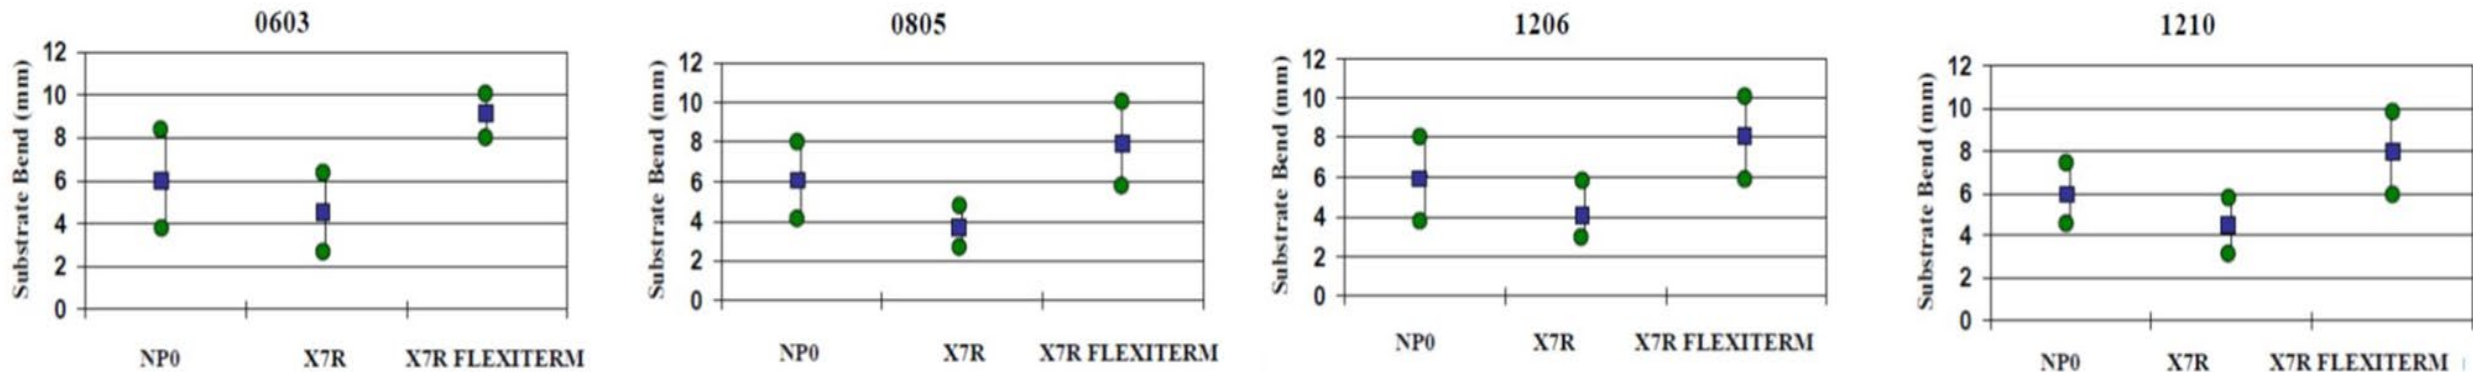 0603
Substrate Bend (mm)
12
10
8
6
4
2
0
NP0
X7R
X7R FLEXITERM
0805
Substrate Bend (mm)
12
10
8
6
4
2
0
NP0
X7R
X7R FLEXITERM
1206
Substrate Bend (mm)
12
10
8
6
4
2
0
NP0
X7R
X7R FLEXITERM
1210
Substrate Bend (mm)
12
10
8
6
4
2
0
NP0
X7R
X7R FLEXITERM